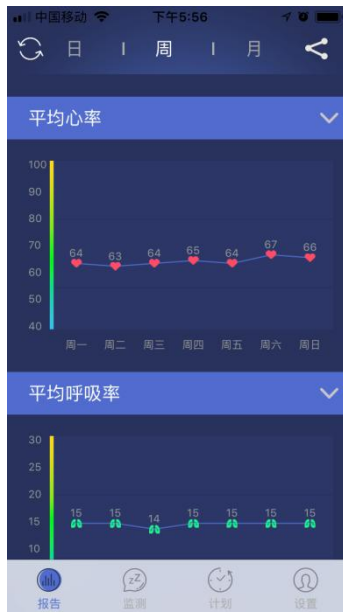 中国移动 下午5:56
日 | 周 | 月
平均心率
100
90
80
70
60
50
40
64 63 64 65 64 67 66
周一 周二 周三 周四 周五 周六 周日
平均呼吸率
30
25
20
15
10
15 15 14 15 15 15 15
zZ
报告 监测 计划 设置